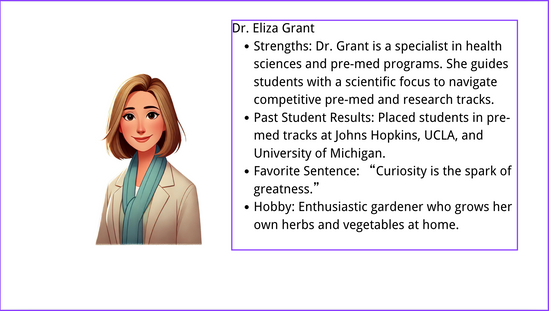 Dr. Eliza Grant
• Strengths: Dr. Grant is a specialist in health
sciences and pre-med programs. She guides
students with a scientific focus to navigate
competitive pre-med and research tracks.
• Past Student Results: Placed students in pre-
med tracks at Johns Hopkins, UCLA, and
University of Michigan.
• Favorite Sentence: “Curiosity is the spark of
greatness.”
• Hobby: Enthusiastic gardener who grows her
own herbs and vegetables at home.